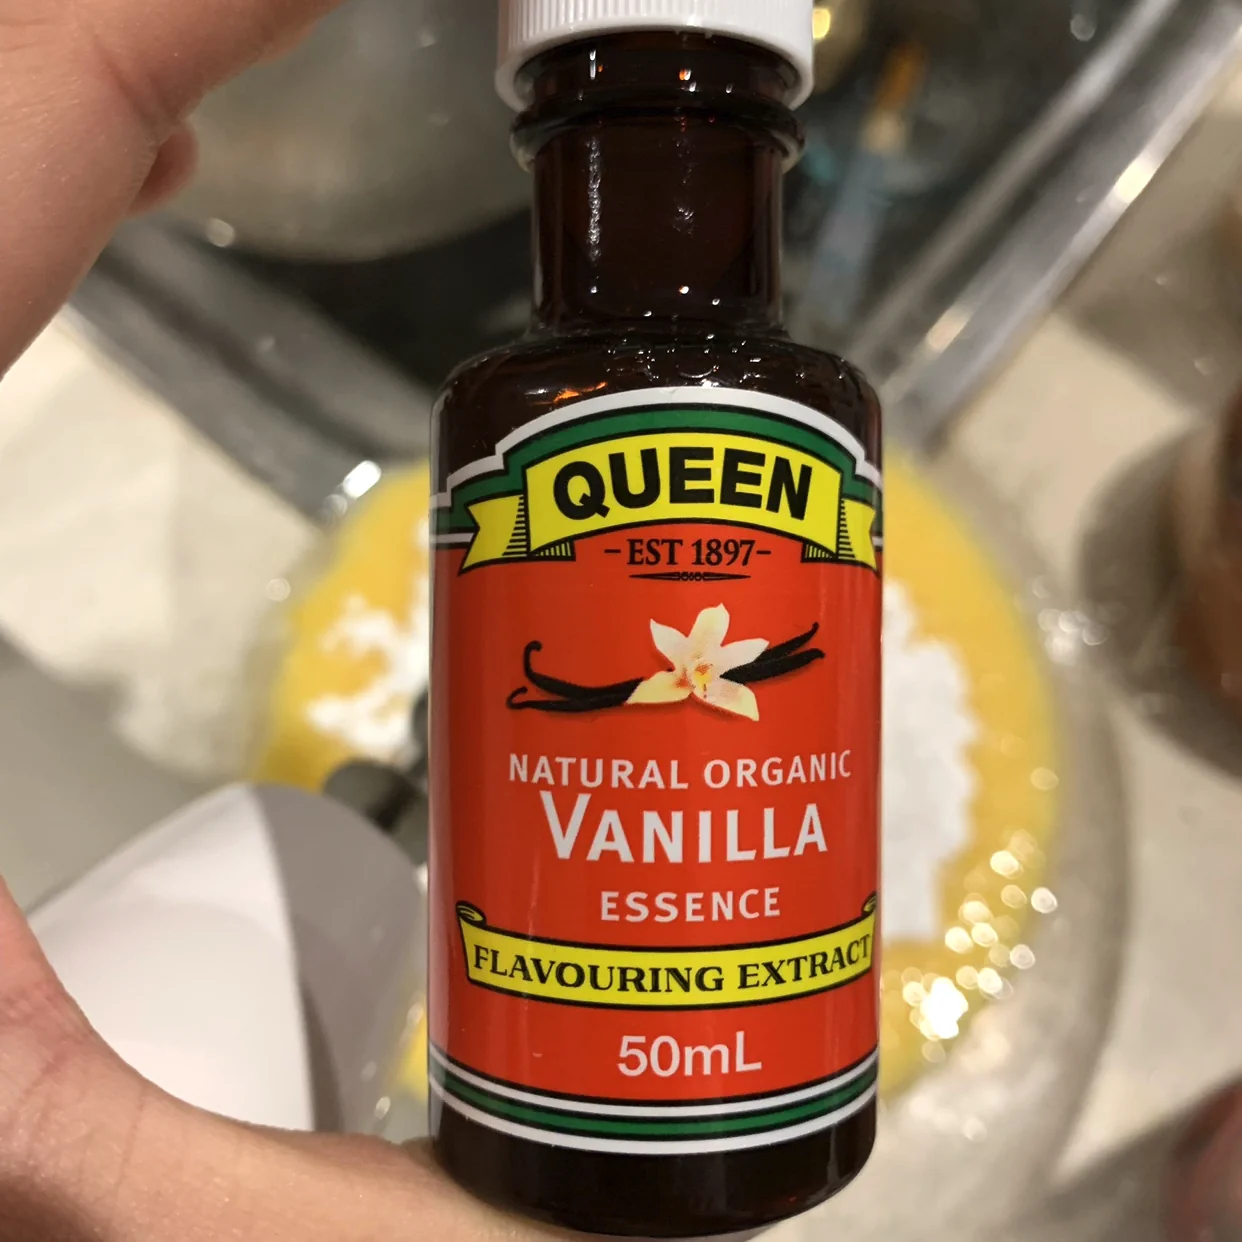 QUEEN
-EST 1897-
NATURAL ORGANIC
VANILLA
ESSENCE
FLAVOURING EXTRACT
50mL